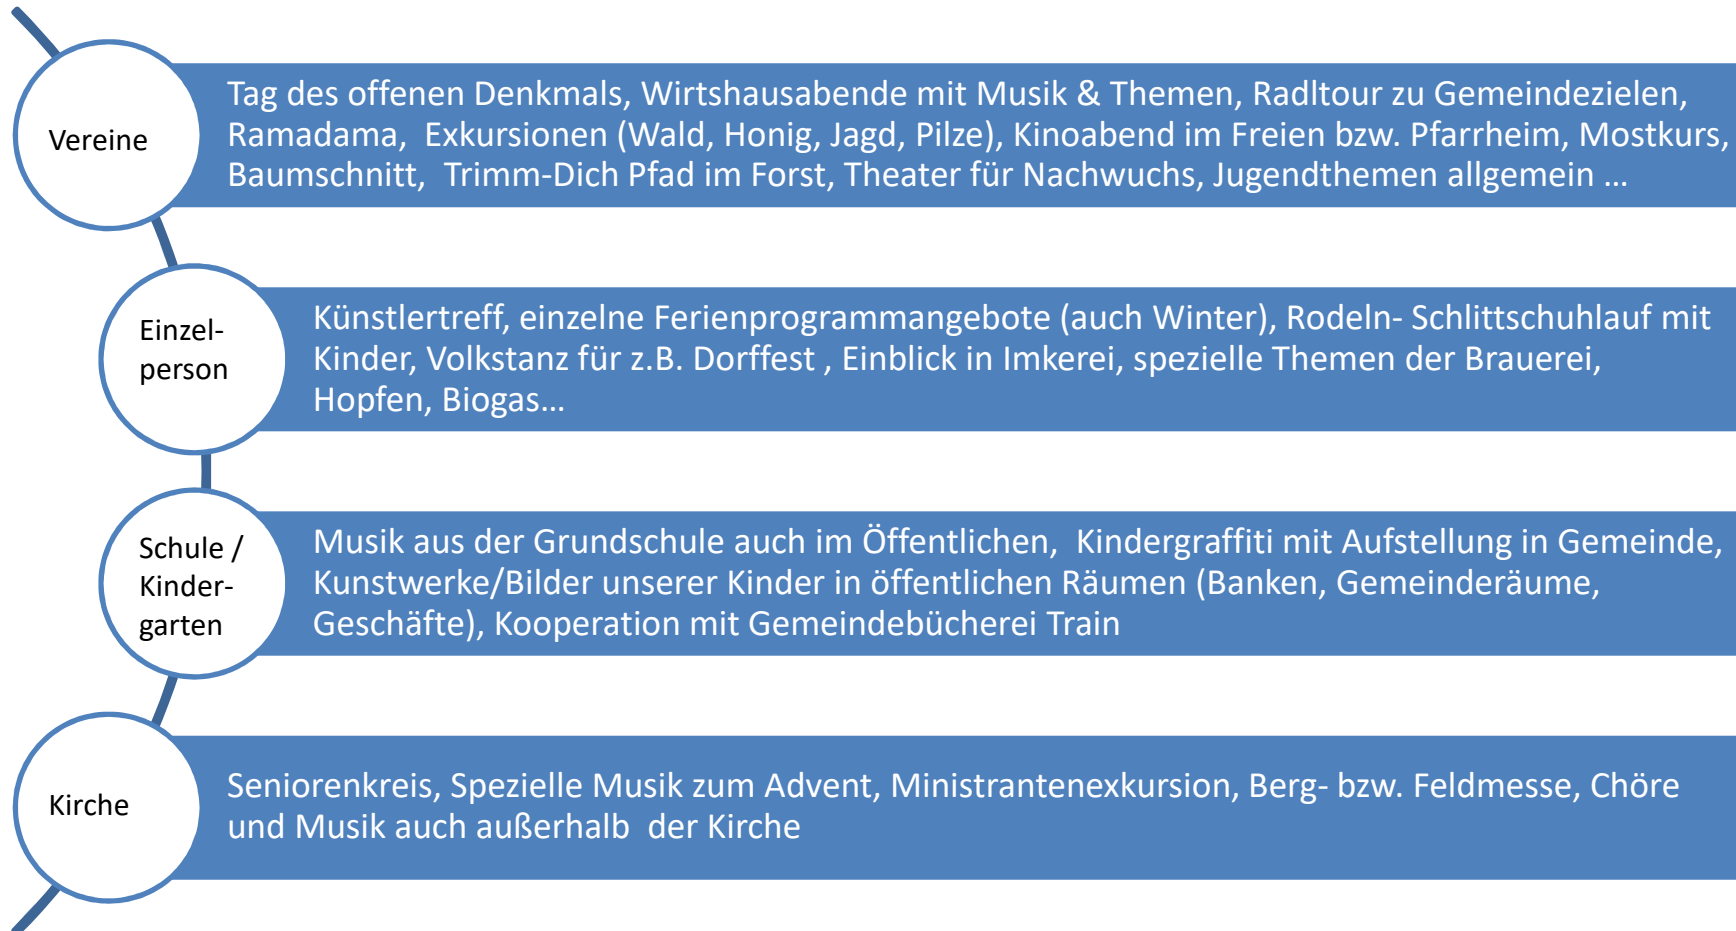 Vereine
Tag des offenen Denkmals, Wirtshausabende mit Musik & Themen, Radltour zu Gemeindezielen,
Ramadama,  Exkursionen (Wald, Honig, Jagd, Pilze), Kinoabend im Freien bzw. Pfarrheim, Mostkurs,
Baumschnitt,  Trimm-Dich Pfad im Forst, Theater für Nachwuchs, Jugendthemen allgemein …
Einzel-
person
Künstlertreff, einzelne Ferienprogrammangebote (auch Winter), Rodeln- Schlittschuhlauf mit
Kinder, Volkstanz für z.B. Dorffest , Einblick in Imkerei, spezielle Themen der Brauerei,
Hopfen, Biogas…
Schule /
Kinder-
garten
Musik aus der Grundschule auch im Öffentlichen,  Kindergraffiti mit Aufstellung in Gemeinde,
Kunstwerke/Bilder unserer Kinder in öffentlichen Räumen (Banken, Gemeinderäume,
Geschäfte), Kooperation mit Gemeindebücherei Train
Kirche
Seniorenkreis, Spezielle Musik zum Advent, Ministrantenexkursion, Berg- bzw. Feldmesse, Chöre
und Musik auch außerhalb  der Kirche